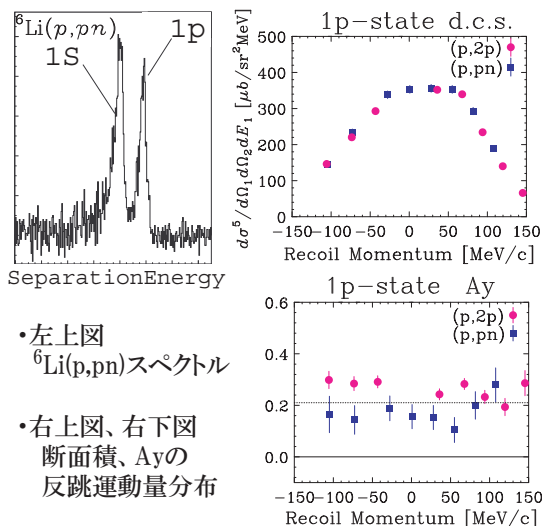 ⁶Li(p,pn)
1S
1p
SeparationEnergy
1p-state d.c.s.
(p,2p)
(p,pn)
500
400
300
200
100
0
dσ⁵/dΩ₁dΩ₂dE₁ [μb/sr²MeV]
−150−100 −50 0 50 100 150
Recoil Momentum [MeV/c]
1p-state Ay
(p,2p)
(p,pn)
0.6
0.4
0.2
0.0
−150−100 −50 0 50 100 150
Recoil Momentum [MeV/c]
・左上図
⁶Li(p,pn)スペクトル
・右上図、右下図
断面積、Ayの
反跳運動量分布